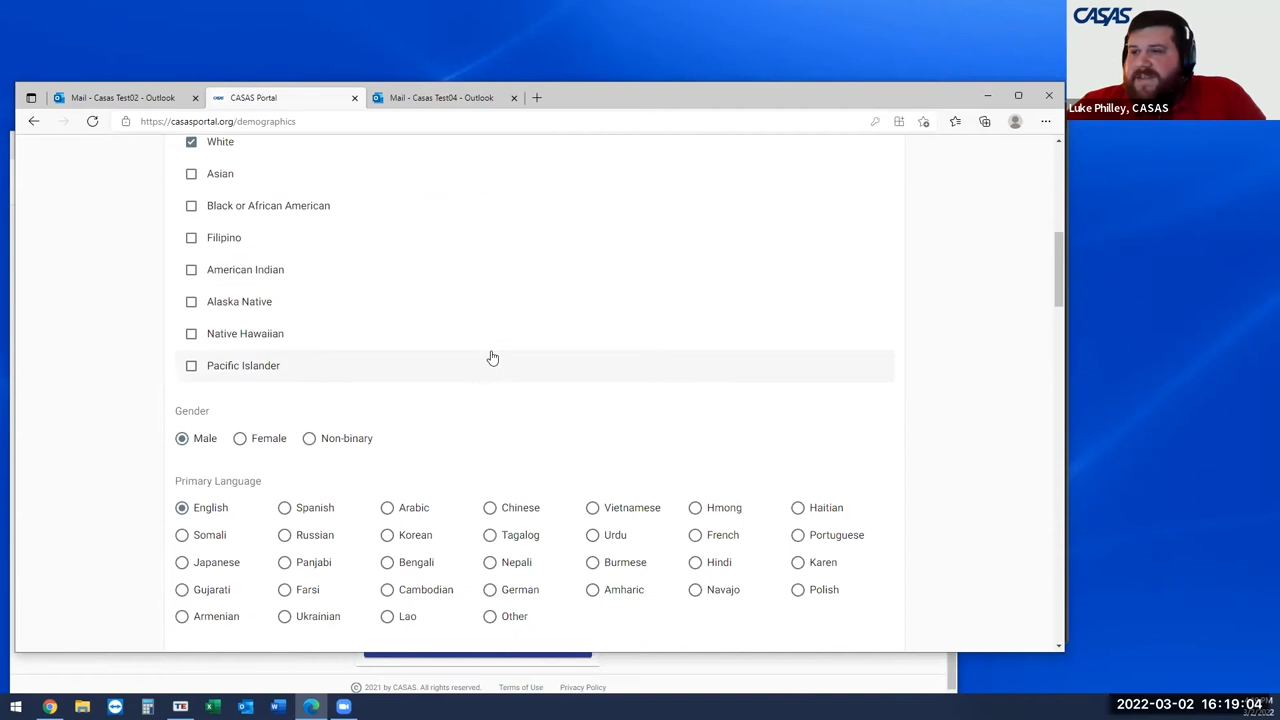 CASAS
Luke Philley, CASAS
Mail - Casas Test02 - Outlook
CASAS Portal
Mail - Casas Test04 - Outlook
https://casasportal.org/demographics
White
Asian
Black or African American
Filipino
American Indian
Alaska Native
Native Hawaiian
Pacific Islander
Gender
Male Female Non-binary
Primary Language
English Spanish Arabic Chinese Vietnamese Hmong Haitian
Somali Russian Korean Tagalog Urdu French Portuguese
Japanese Panjabi Bengali Nepali Burmese Hindi Karen
Gujarati Farsi Cambodian German Amharic Navajo Polish
Armenian Ukrainian Lao Other
© 2021 by CASAS. All rights reserved. Terms of Use Privacy Policy
TE
2022-03-02 16:19:04